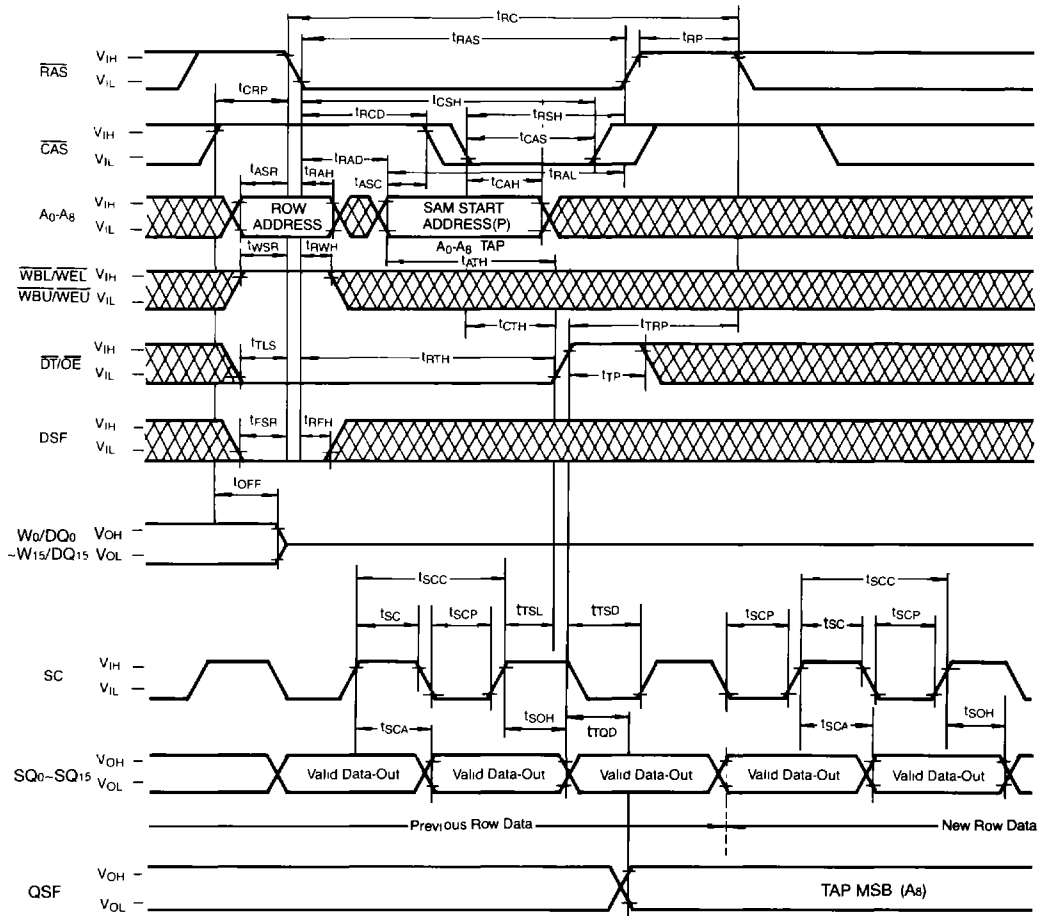 tRC
tRAS tRP
RAS VIH
VIL
tCRP tCSH
tRCD tRSH
CAS VIH
VIL
tCAS
tRAD tRAL
tASR tRAH tASC tCAH
A0-A8 VIH
VIL
ROW ADDRESS
SAM START ADDRESS(P)
A0-A8 TAP
tWSR tRWH tATH
WBL/WEL VIH
WBU/WEU VIL
tCTH tTRP
tTLS tRTH
DT/OE VIH
VIL
tTP
tFSR tRFH
DSF VIH
VIL
tOFF
W0/DQ0 VOH
~W15/DQ15 VOL
tSCC tSCC
tSC tSCP tTSL tTSD tSCP tSC tSCP
SC VIH
VIL
tSCA tSOH tTQD tSCA tSOH
SQ0~SQ15 VOH
VOL
Valid Data-Out Valid Data-Out Valid Data-Out Valid Data-Out Valid Data-Out
Previous Row Data New Row Data
QSF VOH
VOL
TAP MSB (A8)